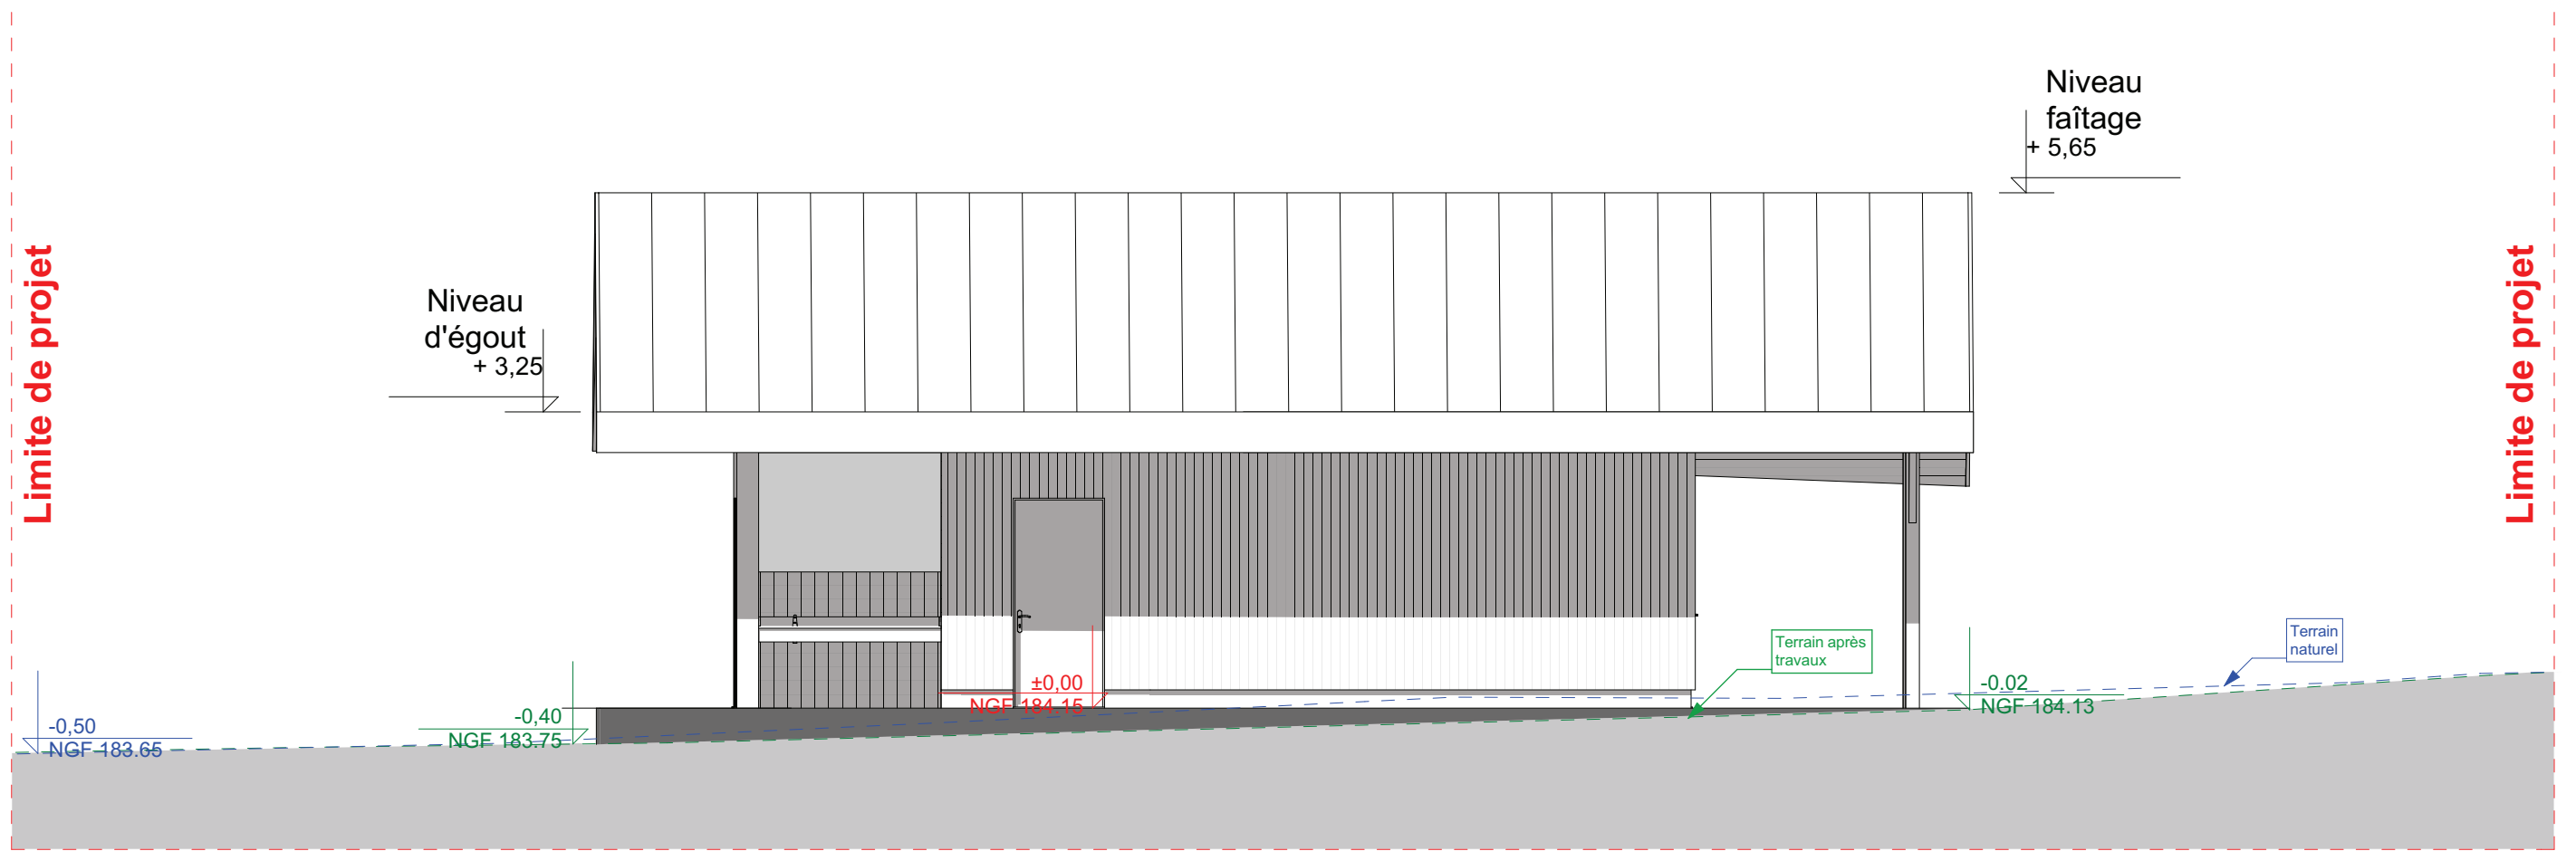 Niveau
faîtage
+ 5,65
Limite de projet
Limite de projet
Niveau
d'égout
+ 3,25
Terrain
naturel
Terrain après
travaux
±0,00
NGF 184.15
-0.02
NGF 184.13
-0,40
NGF 183.75
-0,50
NGF 183.65